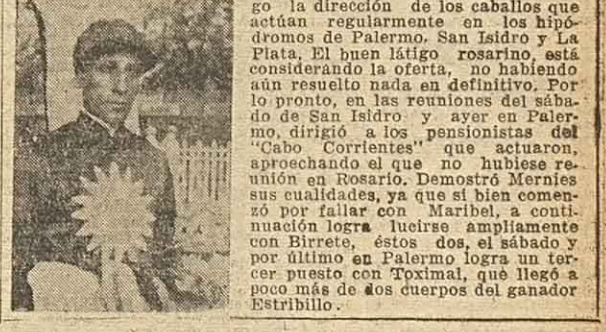 go la dirección de los caballos que
actúan regularmente en los hipó-
dromos de Palermo. San Isidro y La
Plata. El buen látigo rosarino, está
considerando la oferta, no habiendo
aún resuelto nada en definitivo. Por
lo pronto, en las reuniones del sába-
do de San Isidro y ayer en Paler-
mo, dirigió a los pensionistas del
"Cabo Corrientes" que actuaron,
aproechando el que no hubiese re-
unión en Rosario. Demostró Mernies
sus cualidades, ya que si bien comen-
zó por fallar con Maribel, a conti-
nuación logra lucirse ampliamente
con Birrete, éstos dos, el sábado y
por último en Palermo logra un ter-
cer puesto con Toximal, que llegó a
poco más de dos cuerpos del ganador
Estribillo.